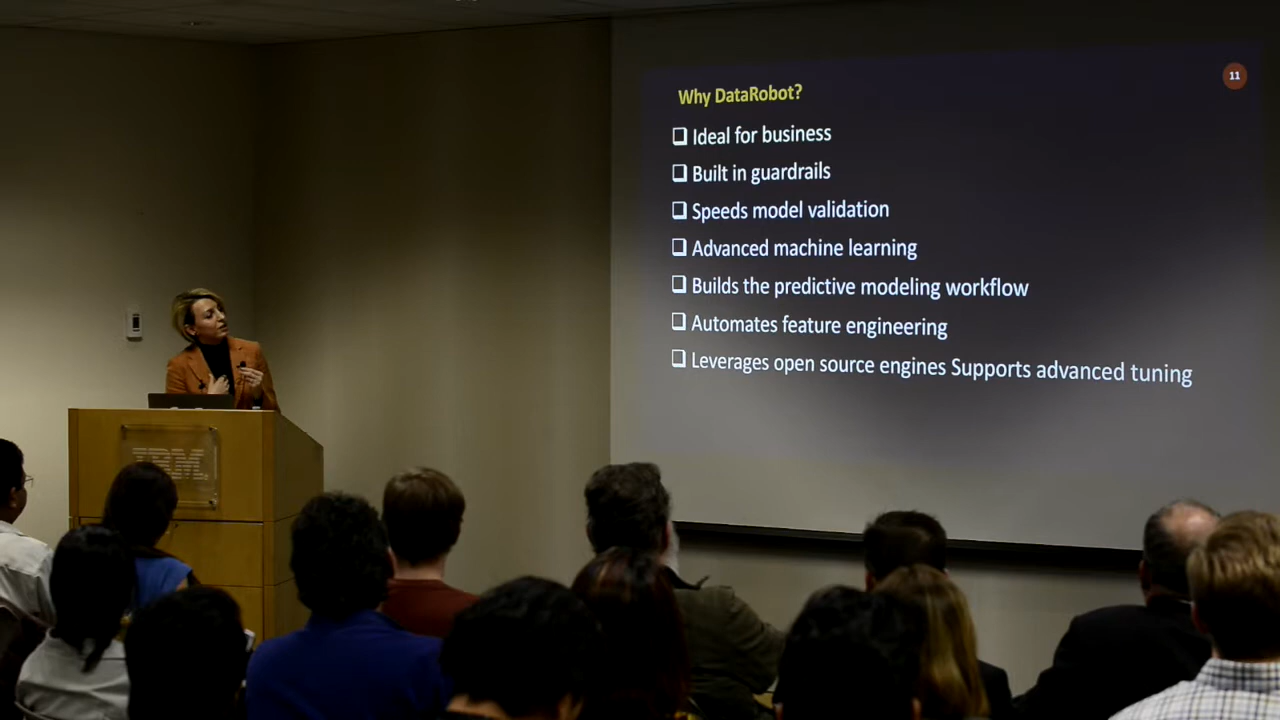 11
Why DataRobot?
❑ Ideal for business
❑ Built in guardrails
❑ Speeds model validation
❑ Advanced machine learning
❑ Builds the predictive modeling workflow
❑ Automates feature engineering
❑ Leverages open source engines Supports advanced tuning
IBM